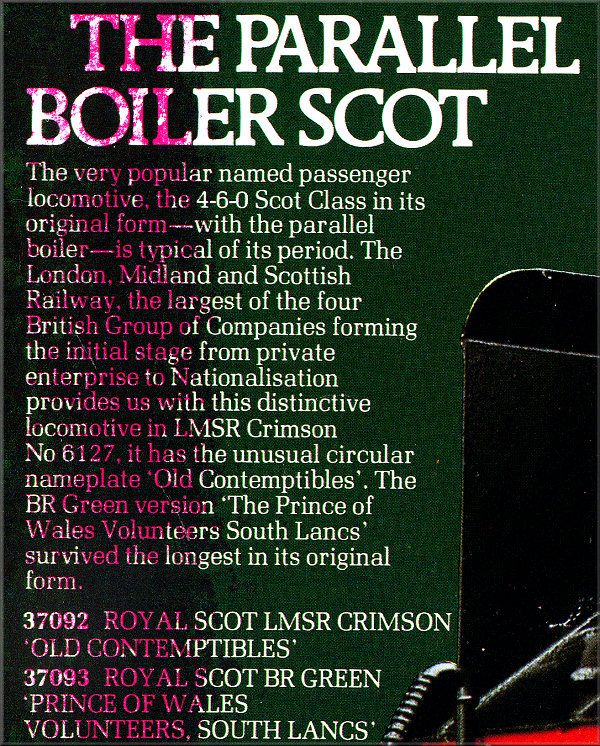 THE PARALLEL
BOILER SCOT
The very popular named passenger
locomotive, the 4-6-0 Scot Class in its
original form—with the parallel
boiler—is typical of its period. The
London, Midland and Scottish
Railway, the largest of the four
British Group of Companies forming
the initial stage from private
enterprise to Nationalisation
provides us with this distinctive
locomotive in LMSR Crimson
No 6127, it has the unusual circular
nameplate ‘Old Contemptibles’. The
BR Green version ‘The Prince of
Wales Volunteers South Lancs’
survived the longest in its original
form.
37092 ROYAL SCOT LMSR CRIMSON
‘OLD CONTEMPTIBLES’
37093 ROYAL SCOT BR GREEN
‘PRINCE OF WALES
VOLUNTEERS, SOUTH LANCS’